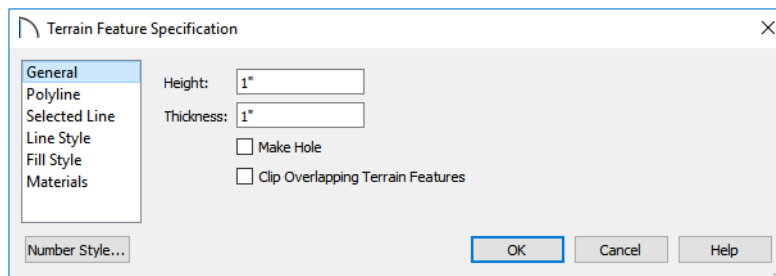 Terrain Feature Specification
General
Polyline
Selected Line
Line Style
Fill Style
Materials
Height: 1"
Thickness: 1"
Make Hole
Clip Overlapping Terrain Features
Number Style...
OK Cancel Help